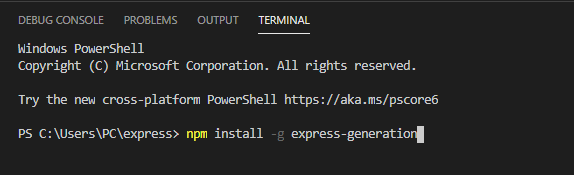 DEBUG CONSOLE PROBLEMS OUTPUT TERMINAL
Windows PowerShell
Copyright (C) Microsoft Corporation. All rights reserved.
Try the new cross-platform PowerShell https://aka.ms/pscore6
PS C:\Users\PC\express> npm install -g express-generation